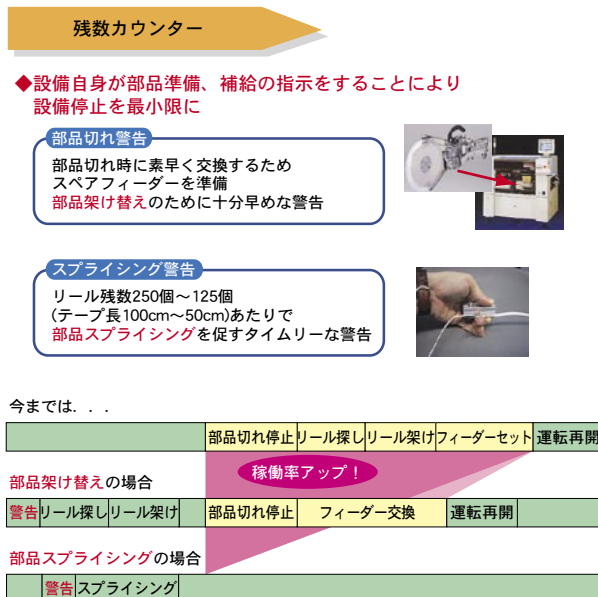 残数カウンター
◆設備自身が部品準備、補給の指示をすることにより
設備停止を最小限に
部品切れ警告
部品切れ時に素早く交換するため
スペアフィーダーを準備
部品架け替えのために十分早めな警告
スプライシング警告
リール残数250個～125個
(テープ長100cm～50cm)あたりで
部品スプライシングを促すタイムリーな警告
今までは．．．
部品切れ停止 リール探し リール架け フィーダーセット 運転再開
稼働率アップ！
部品架け替えの場合
警告 リール探し リール架け 部品切れ停止 フィーダー交換 運転再開
部品スプライシングの場合
警告 スプライシング